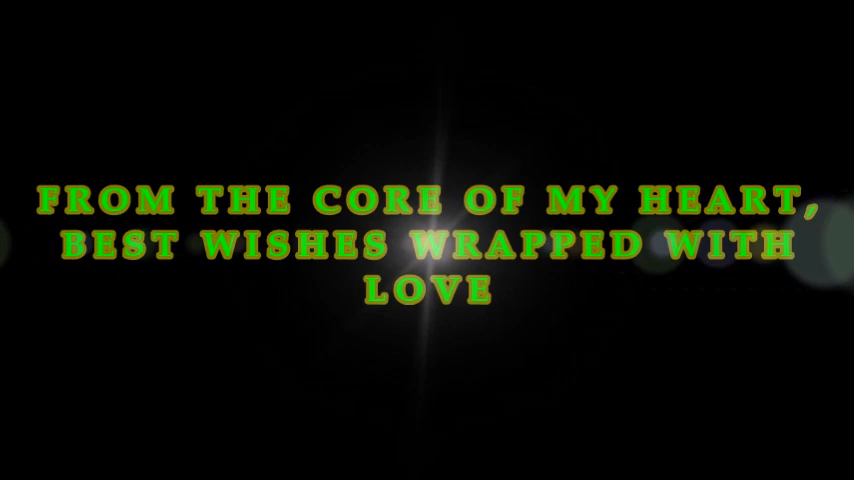 FROM THE CORE OF MY HEART,
BEST WISHES WRAPPED WITH
LOVE